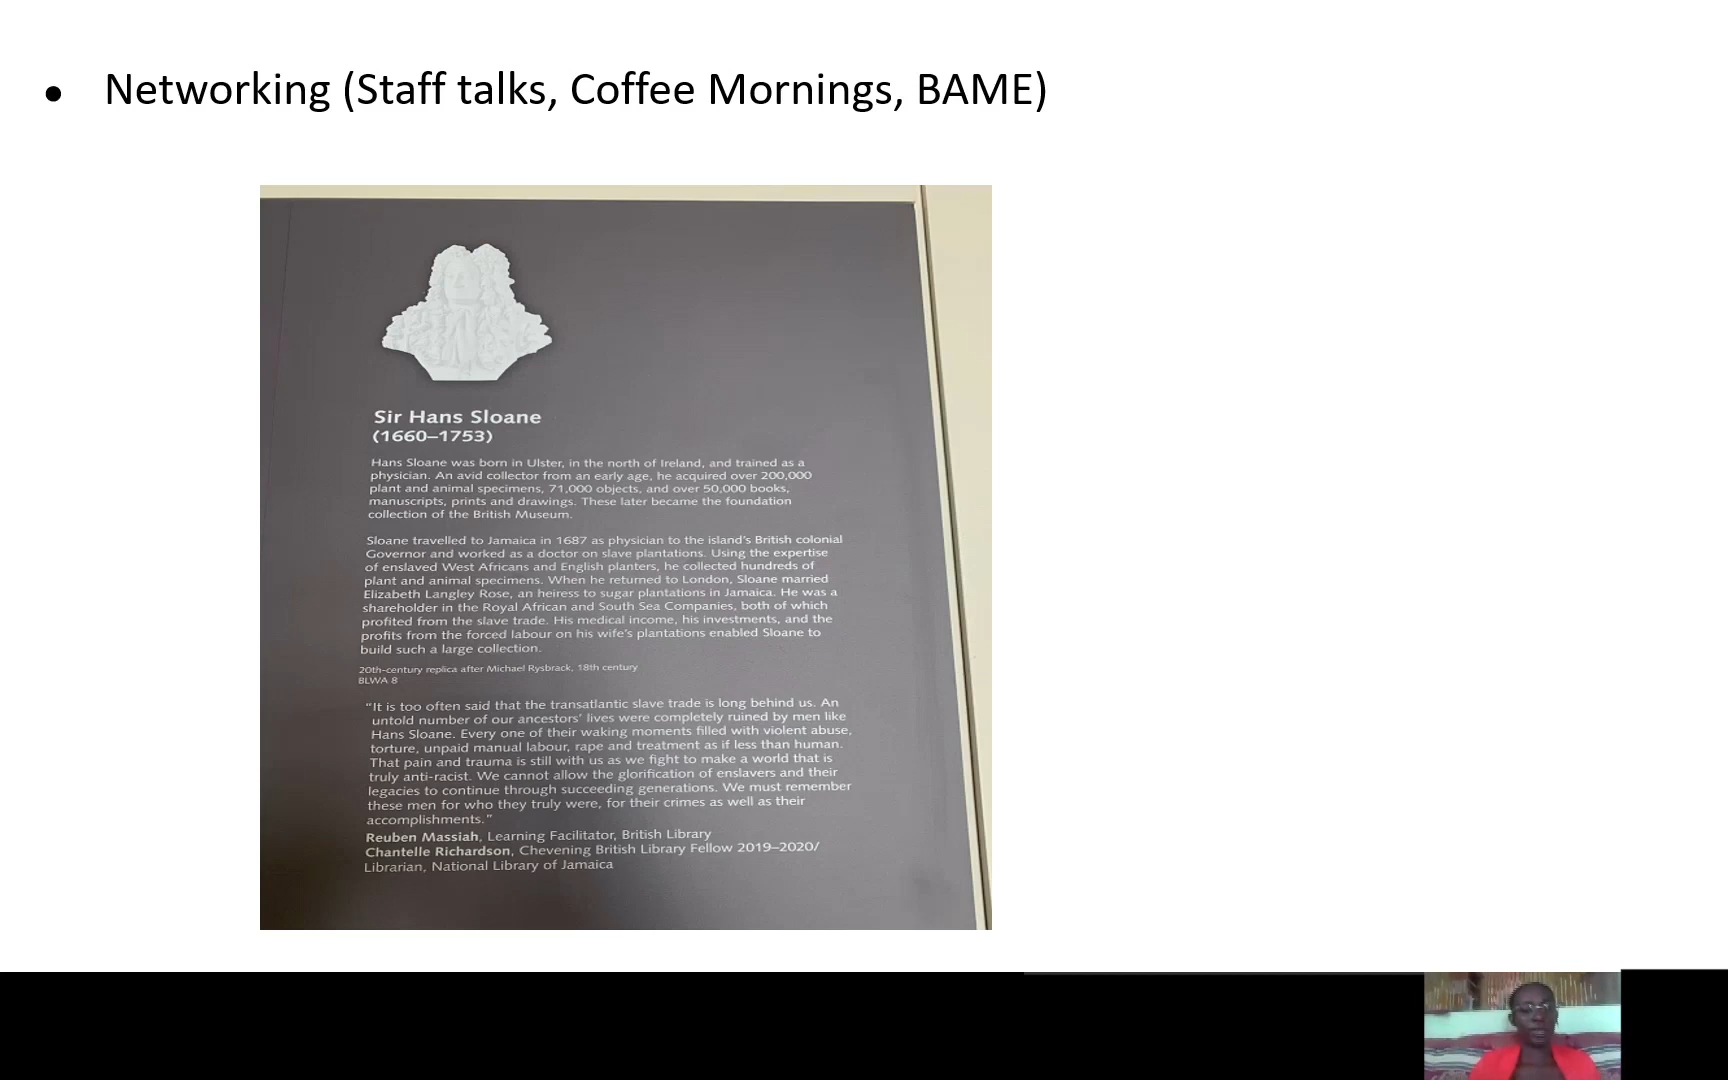 • Networking (Staff talks, Coffee Mornings, BAME)
Sir Hans Sloane
(1660–1753)
Hans Sloane was born in Ulster, in the north of Ireland, and trained as a
physician. An avid collector from an early age, he acquired over 200,000
plant and animal specimens, 71,000 objects, and over 50,000 books,
manuscripts, prints and drawings. These later became the foundation
collection of the British Museum.
Sloane travelled to Jamaica in 1687 as physician to the island's British colonial
Governor and worked as a doctor on slave plantations. Using the expertise
of enslaved West Africans and English planters, he collected hundreds of
plant and animal specimens. When he returned to London, Sloane married
Elizabeth Langley Rose, an heiress to sugar plantations in Jamaica. He was a
shareholder in the Royal African and South Sea Companies, both of which
profited from the slave trade. His medical income, his investments, and the
profits from the forced labour on his wife's plantations enabled Sloane to
build such a large collection.
20th-century replica after Michael Rysbrack, 18th century
BLWA 8
“It is too often said that the transatlantic slave trade is long behind us. An
untold number of our ancestors' lives were completely ruined by men like
Hans Sloane. Every one of their waking moments filled with violent abuse,
torture, unpaid manual labour, rape and treatment as if less than human.
That pain and trauma is still with us as we fight to make a world that is
truly anti-racist. We cannot allow the glorification of enslavers and their
legacies to continue through succeeding generations. We must remember
these men for who they truly were, for their crimes as well as their
accomplishments.”
Reuben Massiah, Learning Facilitator, British Library
Chantelle Richardson, Chevening British Library Fellow 2019–2020/
Librarian, National Library of Jamaica